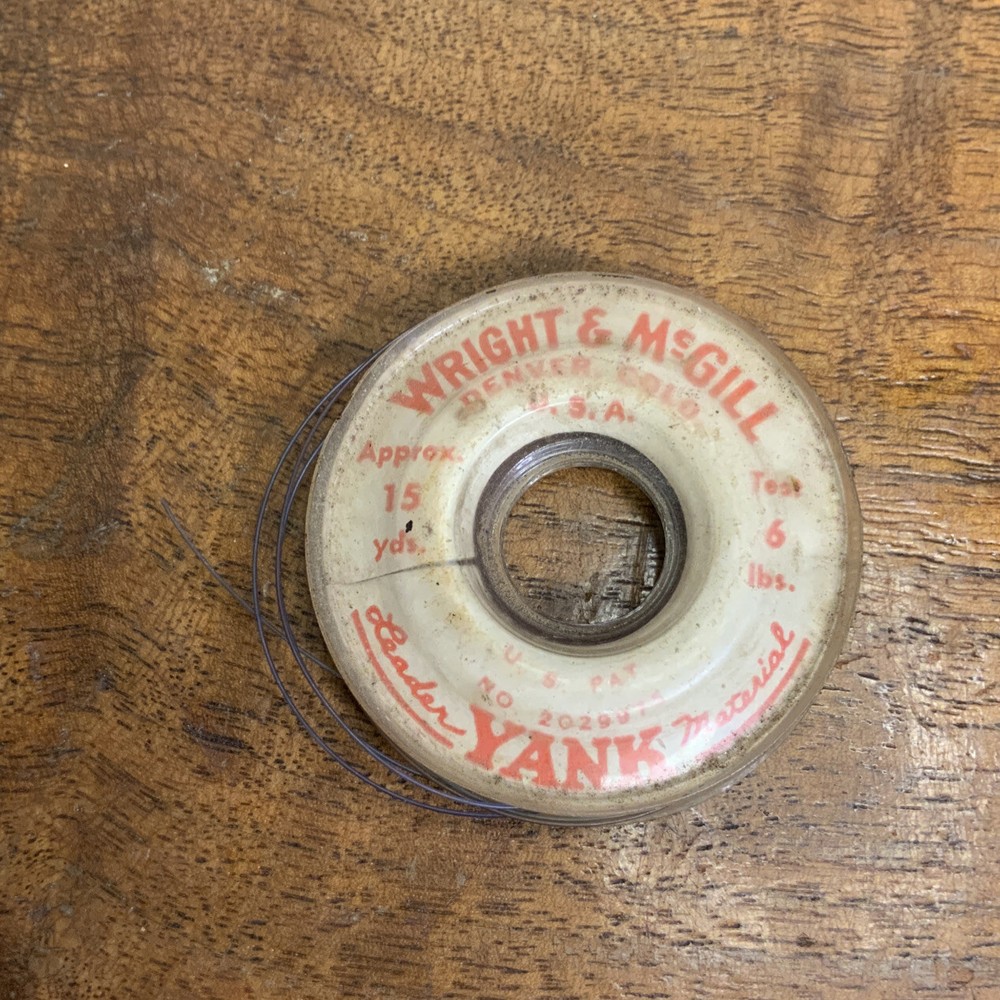 WRIGHT & McGILL
DENVER COLO.
U.S.A.
Approx.
15
yds.
Test
6
lbs.
U. S. PAT
NO
Leader YANK Material